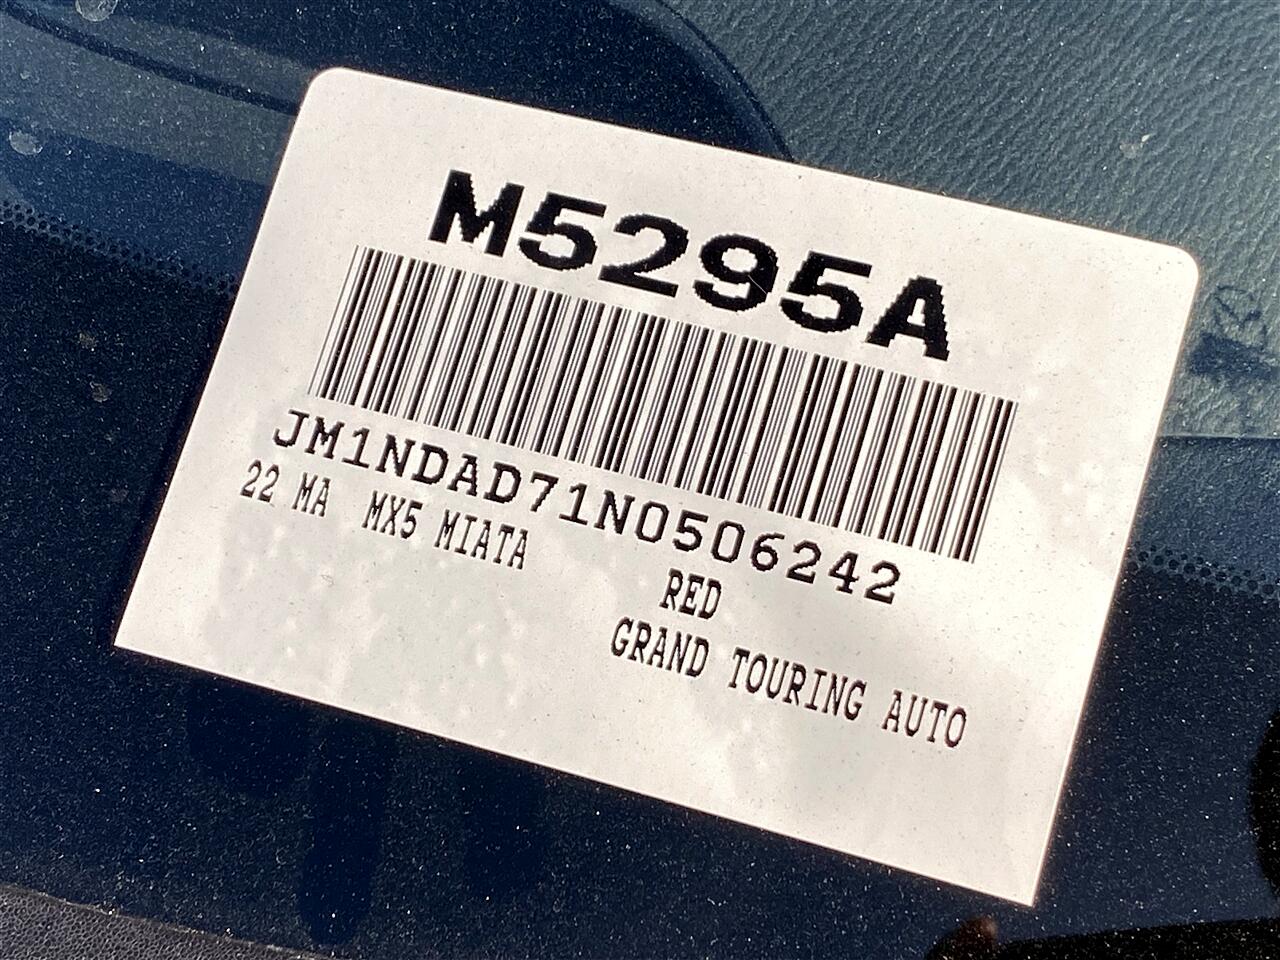 M5295A
JM1NDAD71N0506242
22 MA MX5 MIATA
RED
GRAND TOURING AUTO